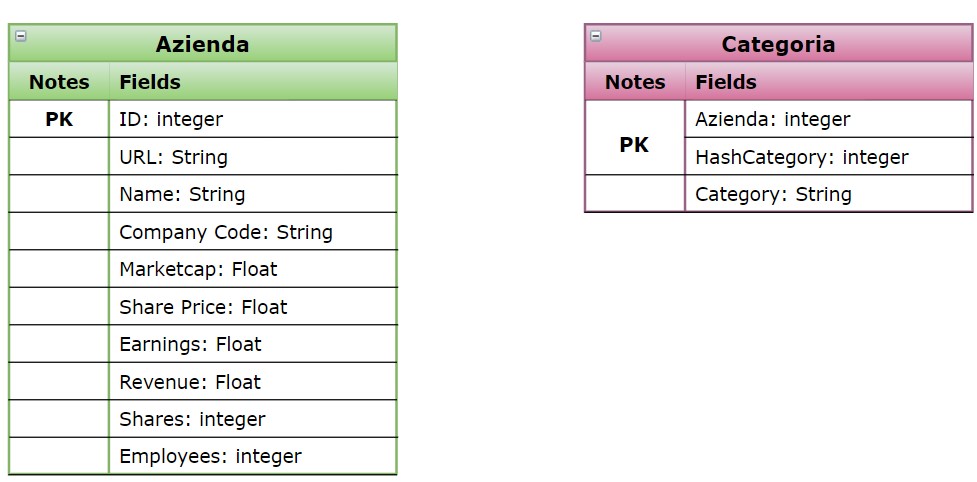 Azienda
Notes Fields
PK ID: integer
URL: String
Name: String
Company Code: String
Marketcap: Float
Share Price: Float
Earnings: Float
Revenue: Float
Shares: integer
Employees: integer
Categoria
Notes Fields
PK
Azienda: integer
HashCategory: integer
Category: String